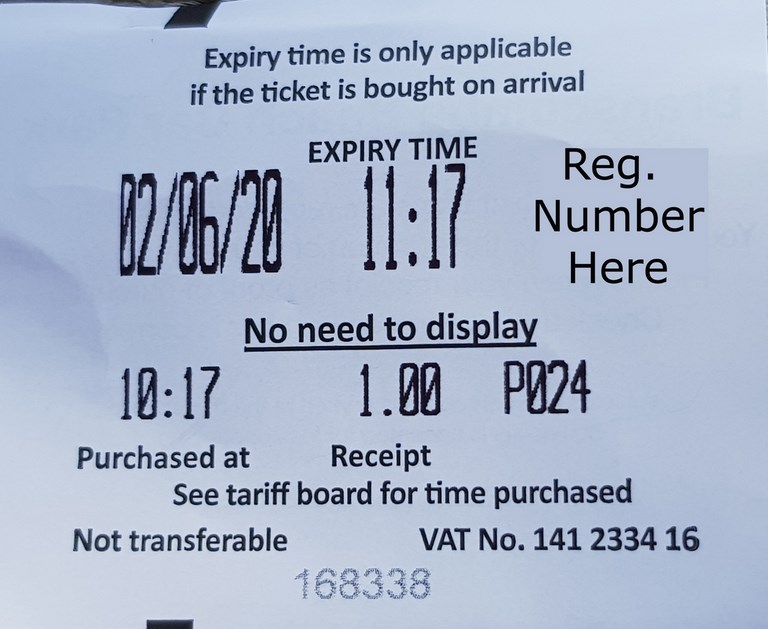 Expiry time is only applicable
if the ticket is bought on arrival
EXPIRY TIME
02/06/20 11:17
Reg.
Number
Here
No need to display
10:17 1.00 P024
Purchased at Receipt
See tariff board for time purchased
Not transferable VAT No. 141 2334 16
168338